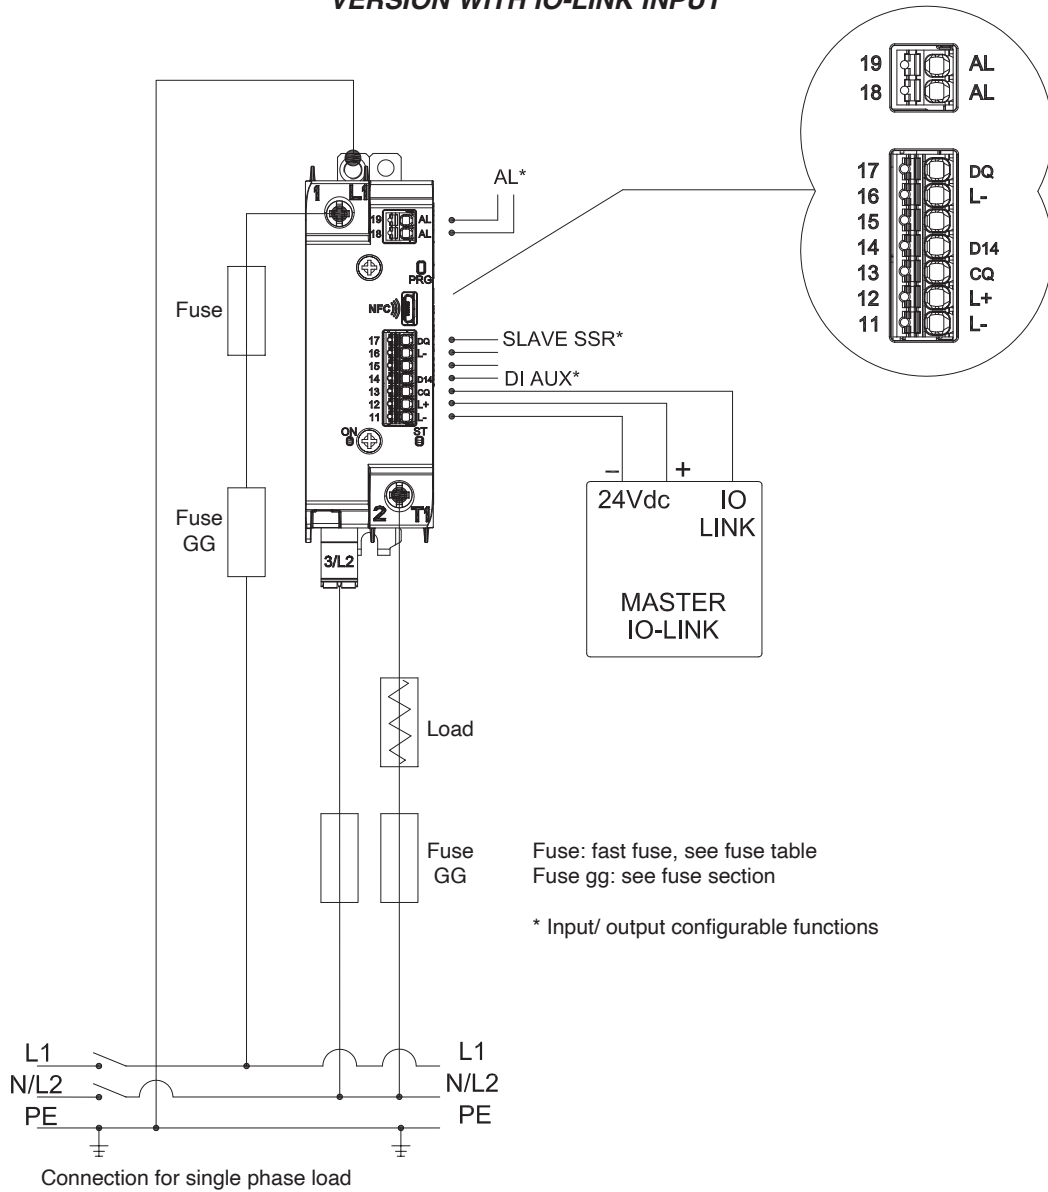 VERSION WITH IO-LINK INPUT
19 AL
18 AL
17 DQ
16 L-
15
14 D14
13 CQ
12 L+
11 L-
AL*
1 L1
19 AL
18 AL
PRG
NFC
Fuse
17 DQ
16 L-
15
14 D14
13 CQ
12 L+
11 L-
SLAVE SSR*
DI AUX*
ON ST
– +
24Vdc IO
LINK
MASTER
IO-LINK
Fuse
GG
2 T1
3/L2
Load
Fuse
GG
Fuse: fast fuse, see fuse table
Fuse gg: see fuse section
* Input/ output configurable functions
L1 L1
N/L2 N/L2
PE PE
Connection for single phase load